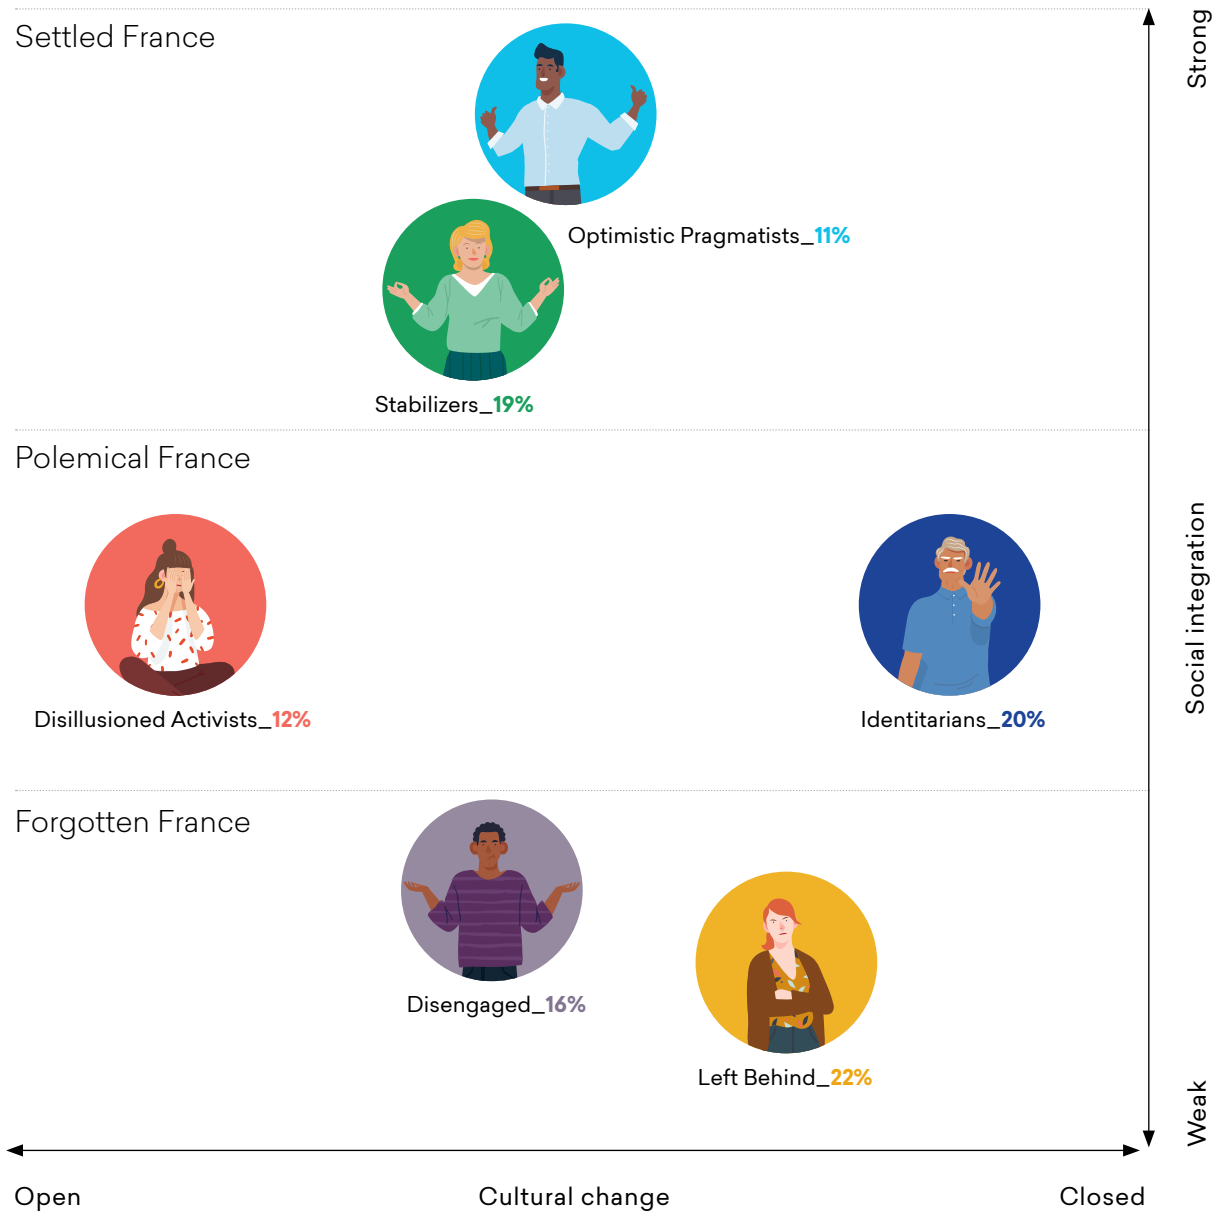 Settled France
Strong
Optimistic Pragmatists_11%
Stabilizers_19%
Polemical France
Social integration
Disillusioned Activists_12%
Identitarians_20%
Forgotten France
Disengaged_16%
Left Behind_22%
Weak
Open
Cultural change
Closed